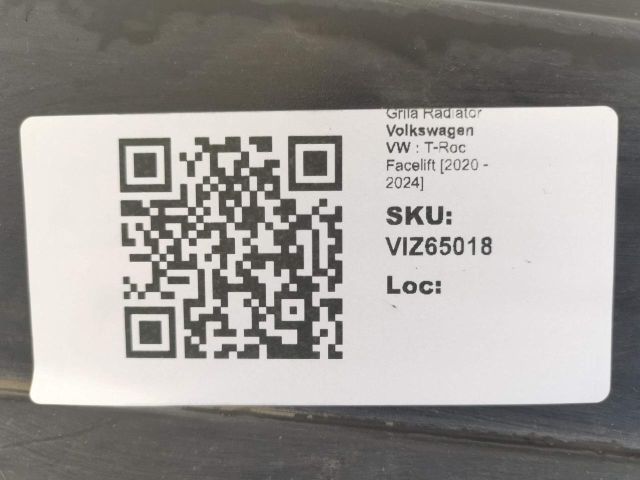 Grila Radiator
Volkswagen
VW : T-Roc
Facelift [2020 -
2024]
SKU:
VIZ65018
Loc: